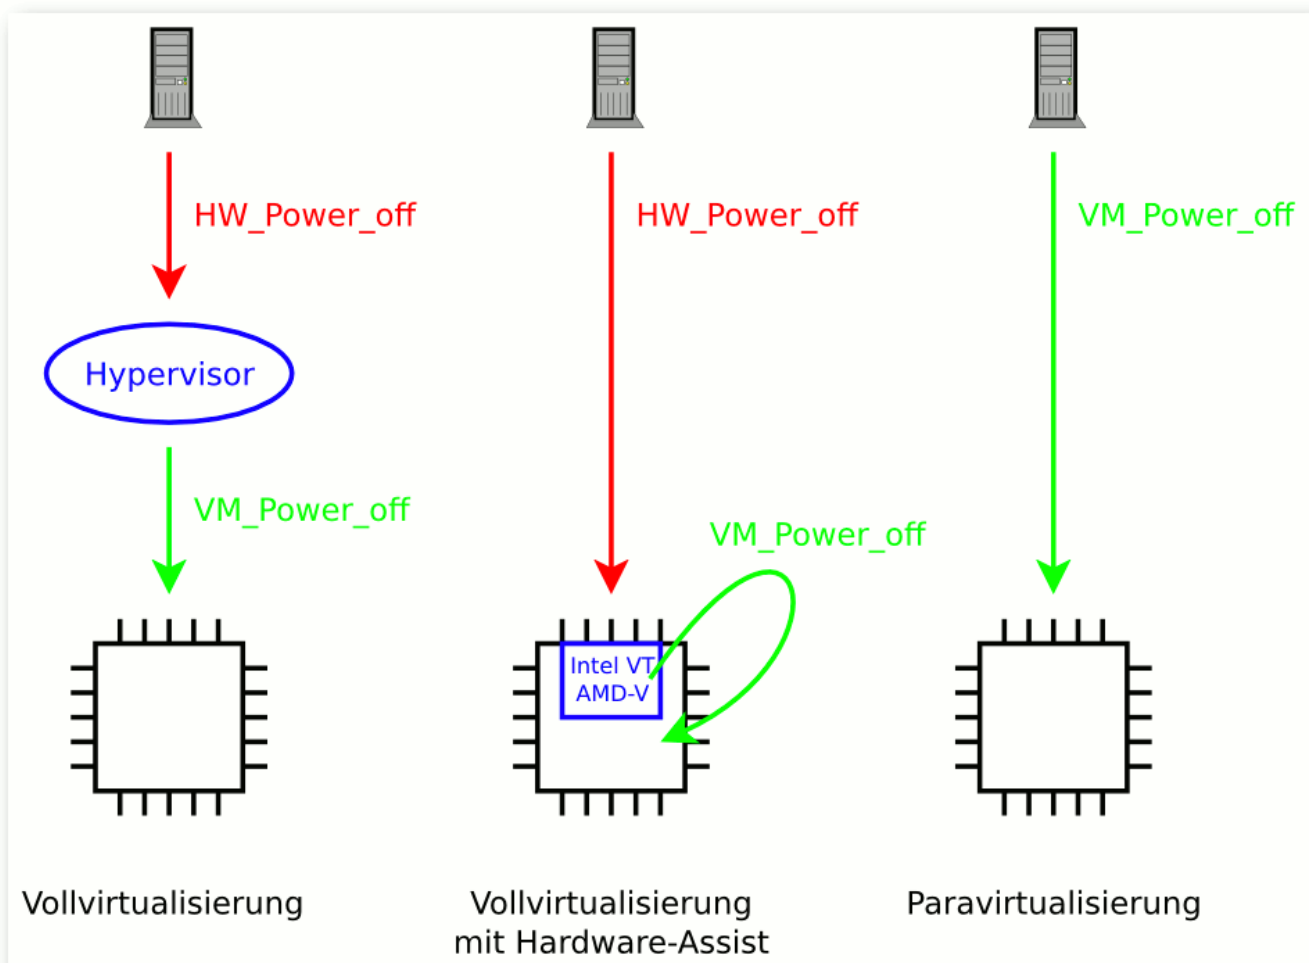 HW_Power_off
HW_Power_off
VM_Power_off
Hypervisor
VM_Power_off
VM_Power_off
Intel VT
AMD-V
Vollvirtualisierung
Vollvirtualisierung
mit Hardware-Assist
Paravirtualisierung